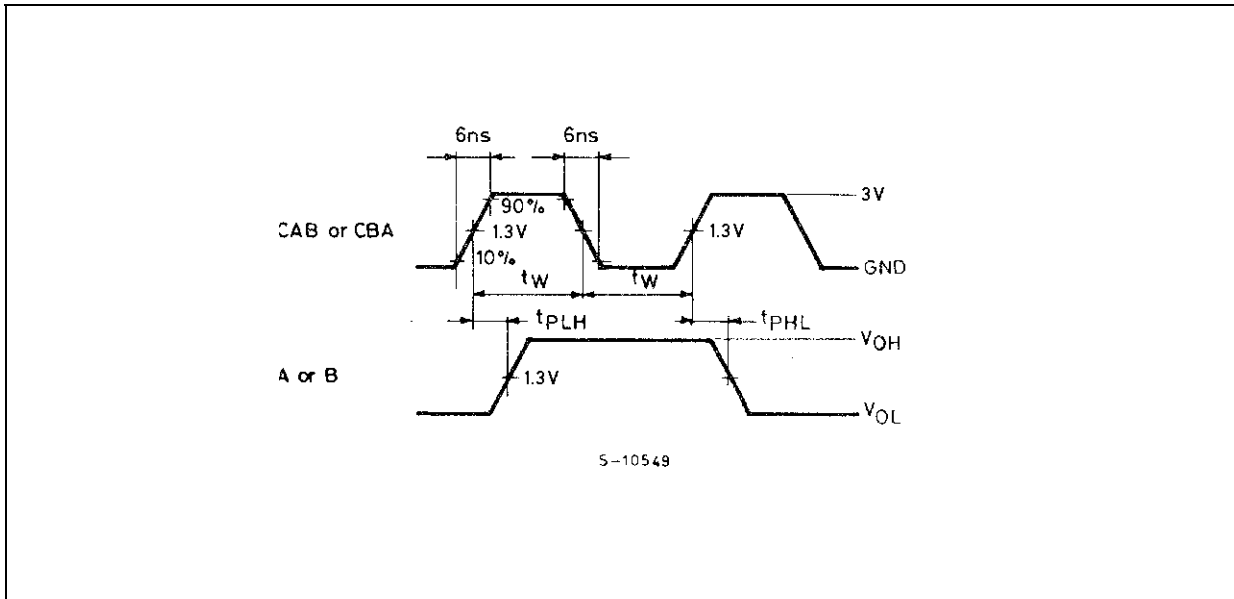 6ns 6ns
3V
90%
CAB or CBA 1.3V 1.3V
10%
GND
tW tW
tPLH tPHL
VOH
A or B 1.3V
VOL
S-10549